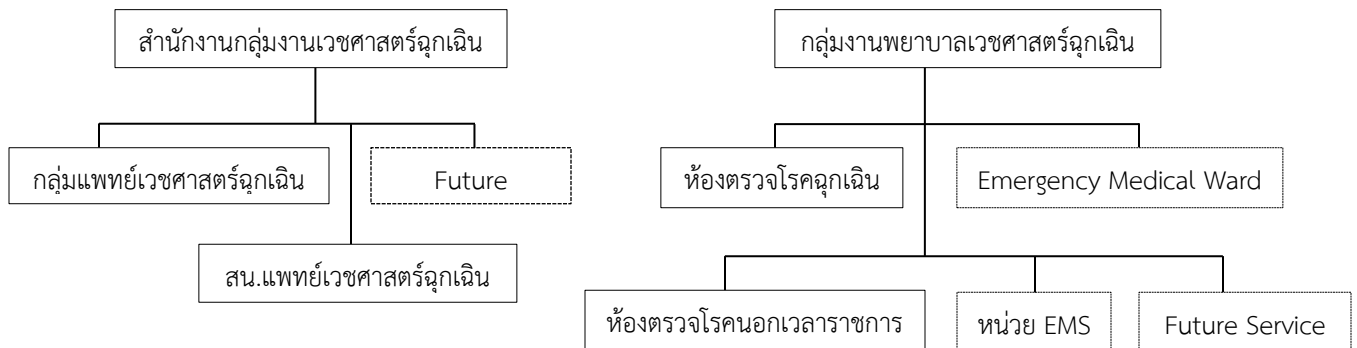 สำนักงานกลุ่มงานเวชศาสตร์ฉุกเฉิน
กลุ่มงานพยาบาลเวชศาสตร์ฉุกเฉิน
กลุ่มแพทย์เวชศาสตร์ฉุกเฉิน
Future
ห้องตรวจโรคฉุกเฉิน
Emergency Medical Ward
สน.แพทย์เวชศาสตร์ฉุกเฉิน
ห้องตรวจโรคนอกเวลาราชการ
หน่วย EMS
Future Service